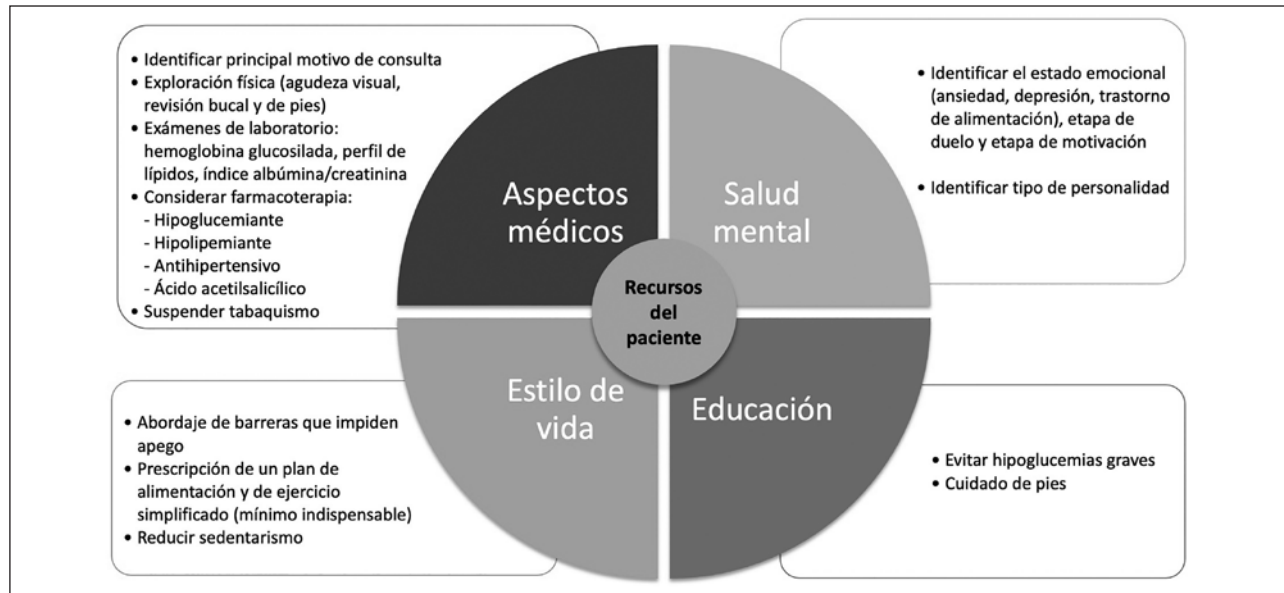 • Identificar principal motivo de consulta
• Exploración física (agudeza visual,
revisión bucal y de pies)
• Exámenes de laboratorio:
hemoglobina glucosilada, perfil de
lípidos, índice albúmina/creatinina
• Considerar farmacoterapia:
- Hipoglucemiante
- Hipolipemiante
- Antihipertensivo
- Ácido acetilsalicílico
• Suspender tabaquismo
Aspectos
médicos
Salud
mental
• Identificar el estado emocional
(ansiedad, depresión, trastorno
de alimentación), etapa de
duelo y etapa de motivación
• Identificar tipo de personalidad
Recursos
del
paciente
• Abordaje de barreras que impiden
apego
• Prescripción de un plan de
alimentación y de ejercicio
simplificado (mínimo indispensable)
• Reducir sedentarismo
Estilo de
vida
Educación
• Evitar hipoglucemias graves
• Cuidado de pies